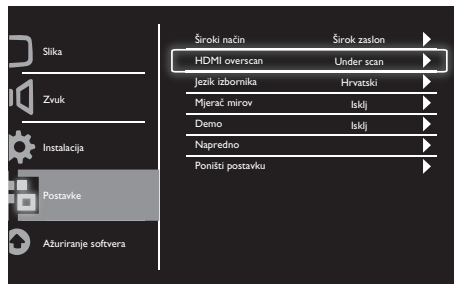 Slika
Zvuk
Instalacija
Postavke
Ažuriranje softvera
Široki način Širok zaslon
HDMI overscan Under scan
Jezik izbornika Hrvatski
Mjerač mirov Isklj
Demo Isklj
Napredno
Poništi postavku